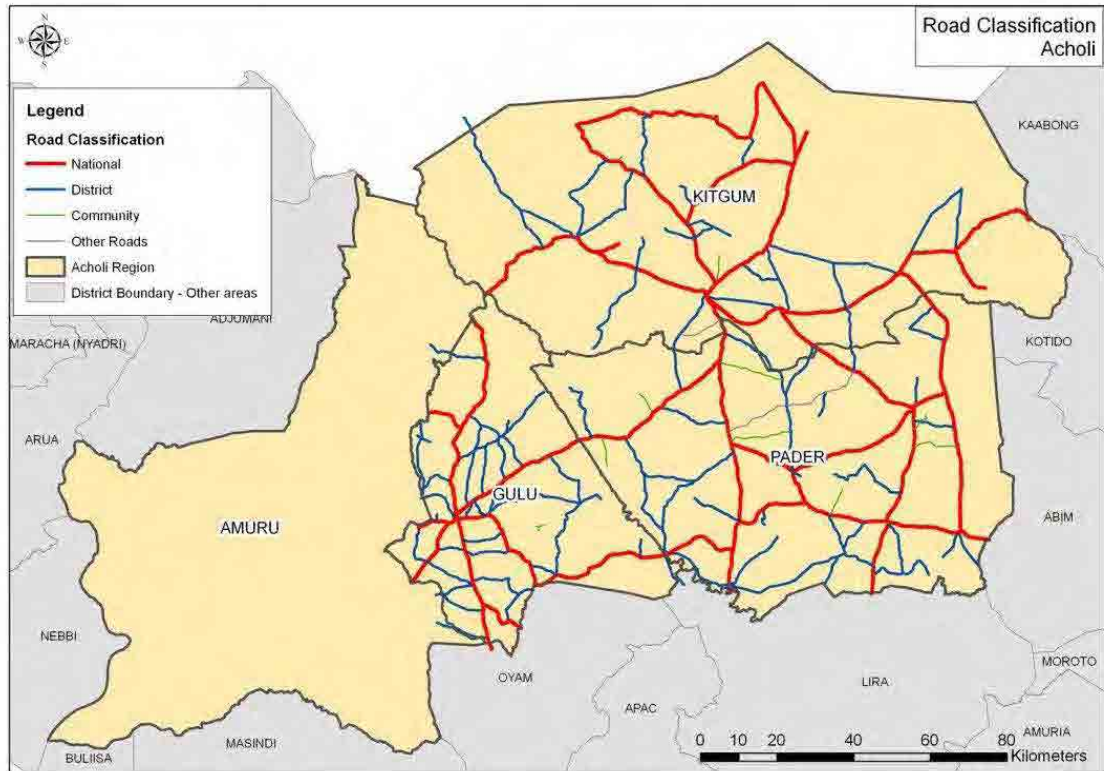 Road Classification
Acholi
N
W
E
S
Legend
Road Classification
National
District
Community
Other Roads
Acholi Region
District Boundary - Other areas
KAABONG
KITGUM
ADJUMANI
MARACHA (NYADRI)
KOTIDO
ARUA
PADER
GULU
AMURU
ABIM
NEBBI
OYAM
MOROTO
LIRA
APAC
MASINDI
BULIISA
AMURIA
0 10 20 40 60 80
Kilometers